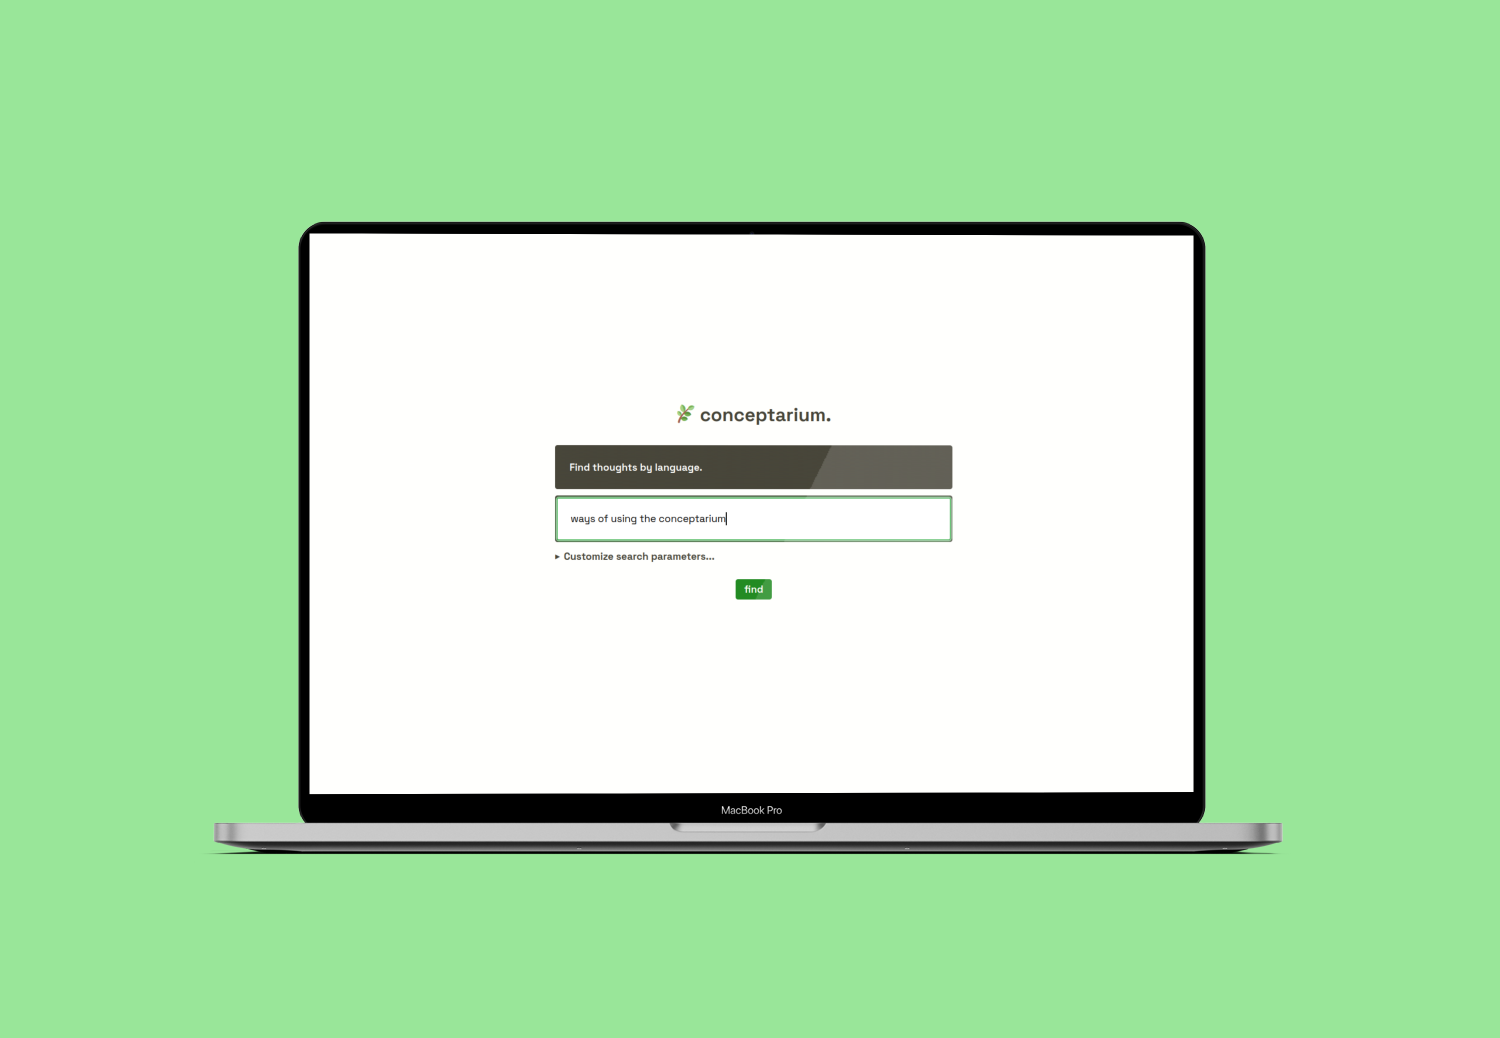 conceptarium.
Find thoughts by language.
ways of using the conceptarium
▸ Customize search parameters...
find
MacBook Pro